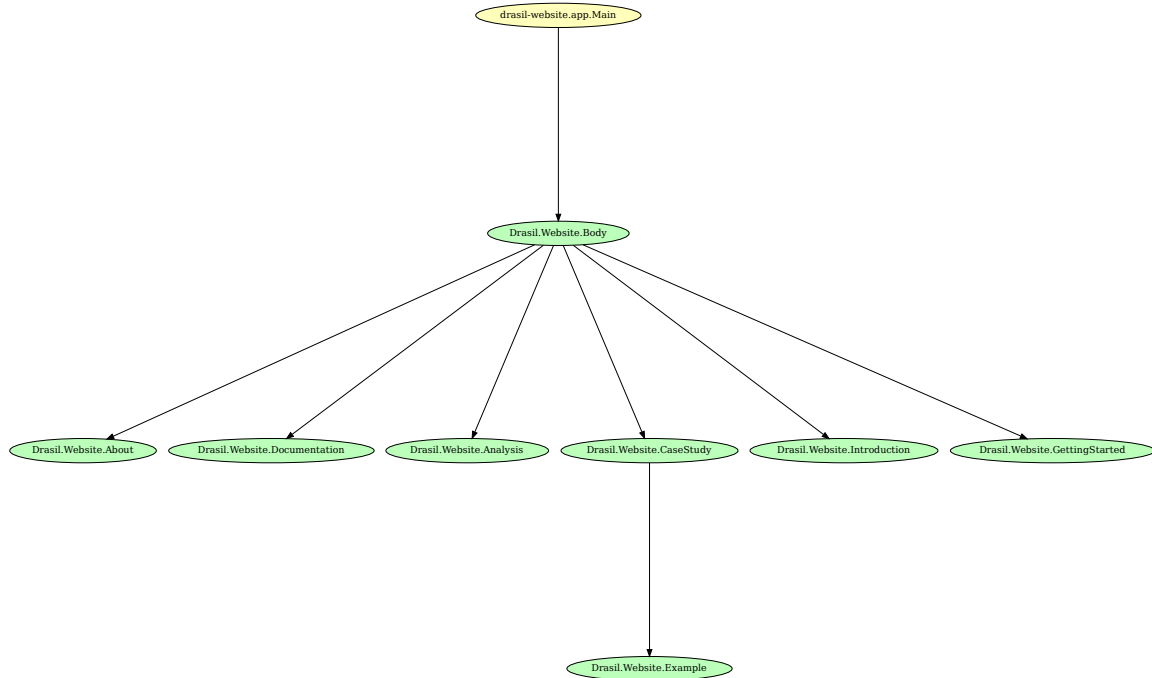 drasil-website.app.Main
Drasil.Website.Body
Drasil.Website.About
Drasil.Website.Documentation
Drasil.Website.Analysis
Drasil.Website.CaseStudy
Drasil.Website.Introduction
Drasil.Website.GettingStarted
Drasil.Website.Example